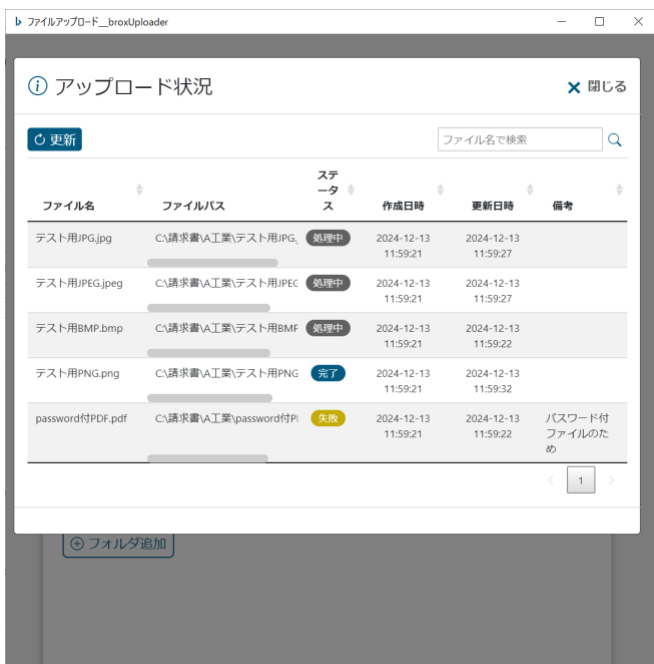 ファイルアップロード__broxUploader
アップロード状況
閉じる
更新
ファイル名で検索
ファイル名
ファイルパス
ステ
ータ
ス
作成日時
更新日時
備考
テスト用JPG.jpg C:\請求書\A工業\テスト用JPG. 処理中 2024-12-13 2024-12-13
11:59:21 11:59:27
テスト用JPEG.jpeg C:\請求書\A工業\テスト用JPEG 処理中 2024-12-13 2024-12-13
11:59:21 11:59:27
テスト用BMP.bmp C:\請求書\A工業\テスト用BMP 処理中 2024-12-13 2024-12-13
11:59:21 11:59:22
テスト用PNG.png C:\請求書\A工業\テスト用PNG 完了 2024-12-13 2024-12-13
11:59:21 11:59:32
password付PDF.pdf C:\請求書\A工業\password付P 失敗 2024-12-13 2024-12-13 パスワード付
11:59:21 11:59:22 ファイルのた
め
1
フォルダ追加